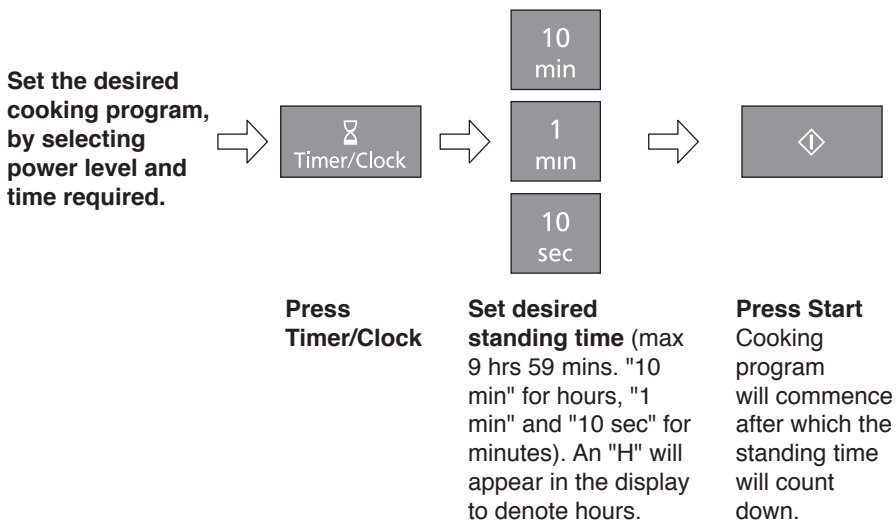 Set the desired
cooking program,
by selecting
power level and
time required.
Timer/Clock
10
min
1
min
10
sec
Press
Timer/Clock
Set desired
standing time (max
9 hrs 59 mins. "10
min" for hours, "1
min" and "10 sec" for
minutes). An "H" will
appear in the display
to denote hours.
Press Start
Cooking
program
will commence
after which the
standing time
will count
down.